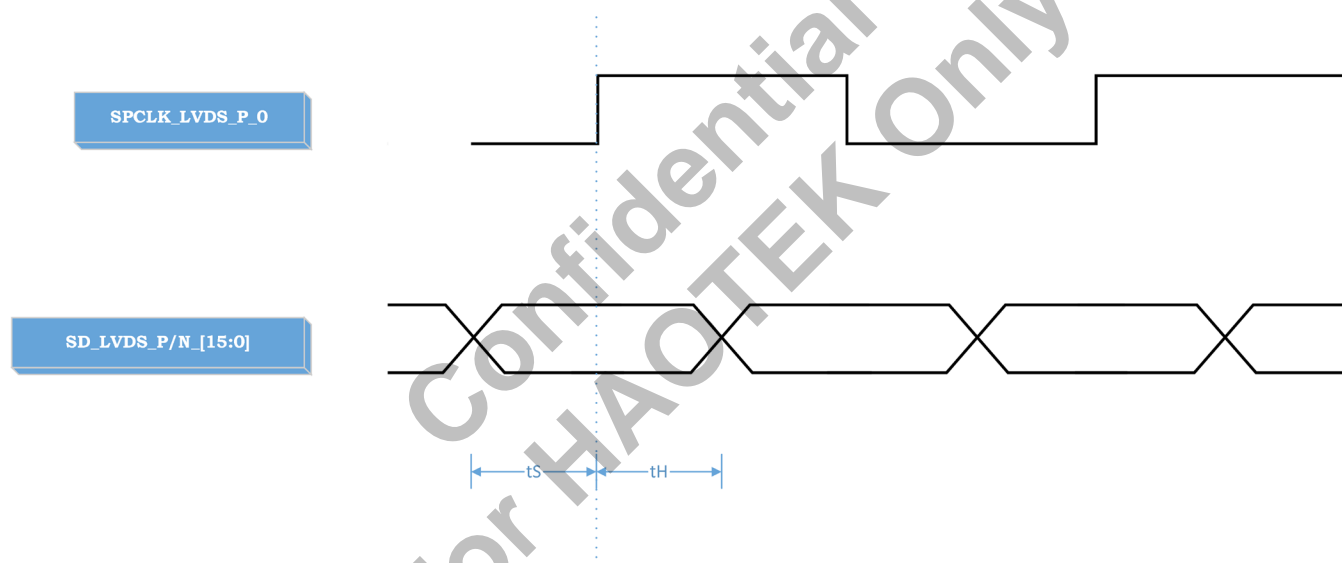 SPCLK_LVDS_P_0
SD_LVDS_P/N_[15:0]
tS
tH
Confidential
for HAOTEK Only